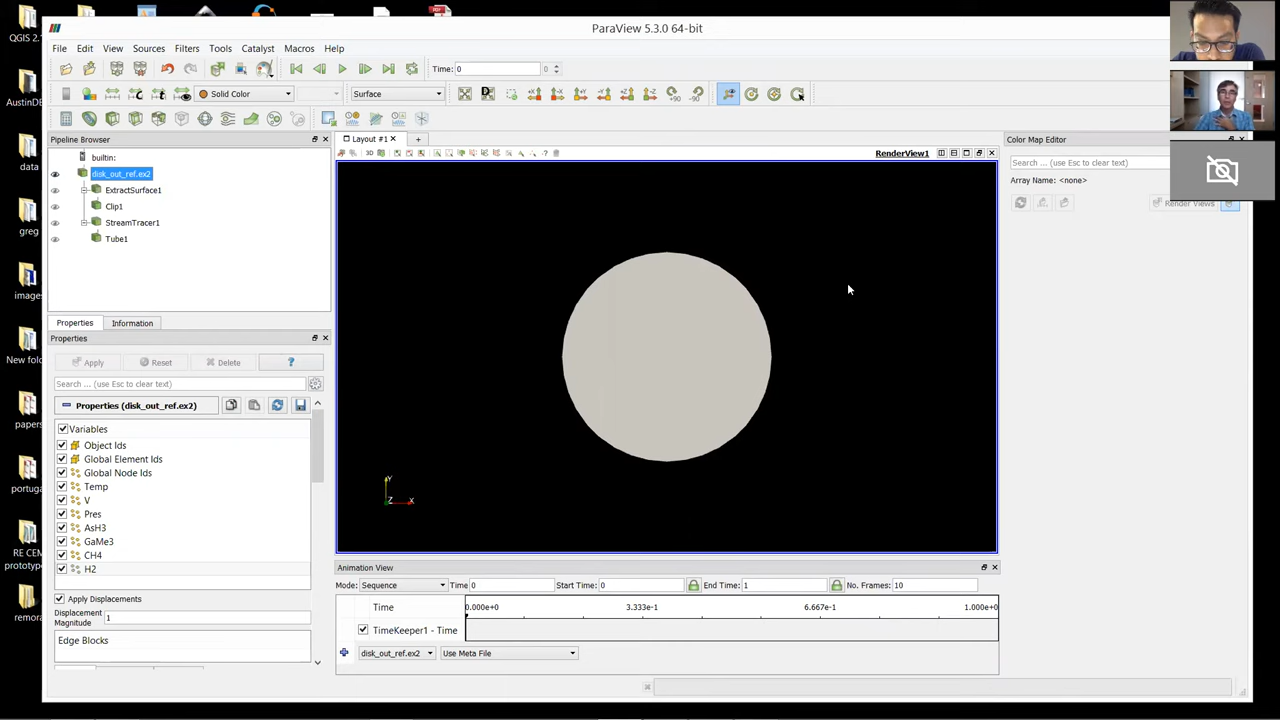 QGIS 2.
ParaView 5.3.0 64-bit
File Edit View Sources Filters Tools Catalyst Macros Help
Time: 0 0
Solid Color Surface
Pipeline Browser
builtin:
disk_out_ref.ex2
ExtractSurface1
Clip1
StreamTracer1
Tube1
Layout #1
3D
RenderView1
Color Map Editor
Search ... (use Esc to clear text)
Array Name: <none>
Render Views
Properties Information
Properties
Apply Reset Delete ?
Search ... (use Esc to clear text)
Properties (disk_out_ref.ex2)
Variables
Object Ids
Global Element Ids
Global Node Ids
Temp
V
Pres
AsH3
GaMe3
CH4
H2
Apply Displacements
Displacement
Magnitude
1
Edge Blocks
Y
Z X
Animation View
Mode: Sequence Time 0 Start Time: 0 End Time: 1 No. Frames: 10
Time 0.000e+0 3.333e-1 6.667e-1 1.000e+0
TimeKeeper1 - Time
disk_out_ref.ex2 Use Meta File
AustinDE
data
greg
images
New folc
papers
portuga
RE CEM
prototype
remora